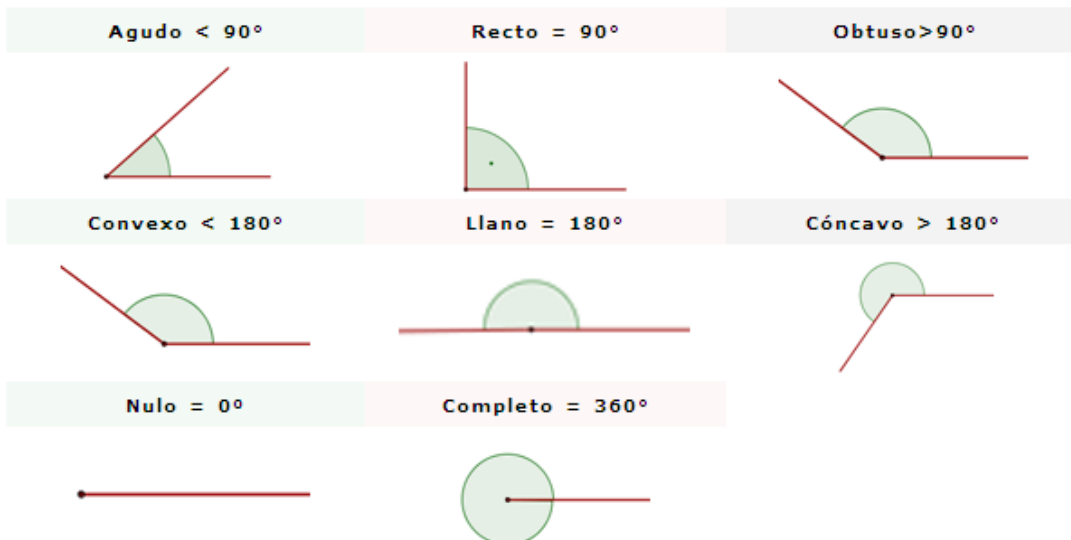 Agudo < 90º
Recto = 90º
Obtuso>90º
Convexo < 180º
Llano = 180º
Cóncavo > 180º
Nulo = 0º
Completo = 360º